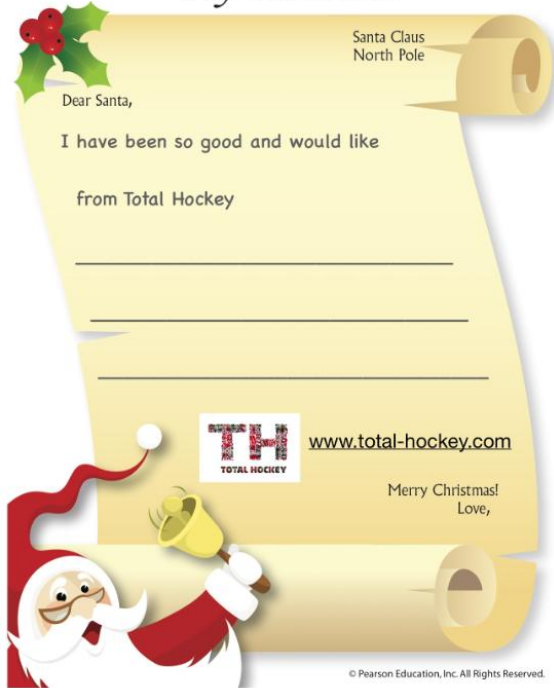 Santa Claus
North Pole
Dear Santa,
I have been so good and would like
from Total Hockey
TH
TOTAL HOCKEY
www.total-hockey.com
Merry Christmas!
Love,
© Pearson Education, Inc. All Rights Reserved.